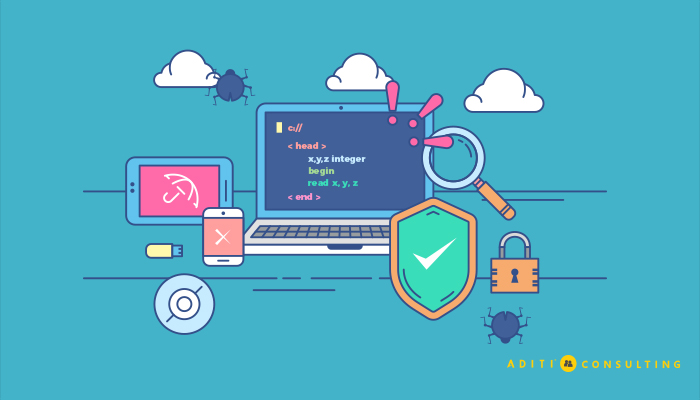 c://
< head >
x,y,z integer
begin
read x, y, z
< end >
ADITI CONSULTING